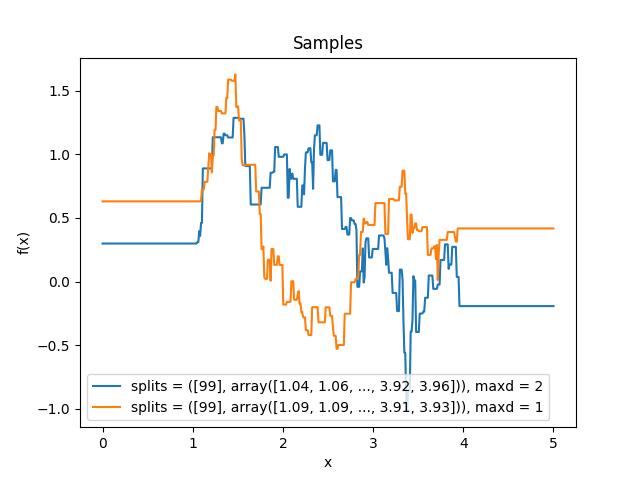 Samples
1.5
1.0
0.5
0.0
−0.5
−1.0
f(x)
splits = ([99], array([1.04, 1.06, ..., 3.92, 3.96])), maxd = 2
splits = ([99], array([1.09, 1.09, ..., 3.91, 3.93])), maxd = 1
0 1 2 3 4 5
x